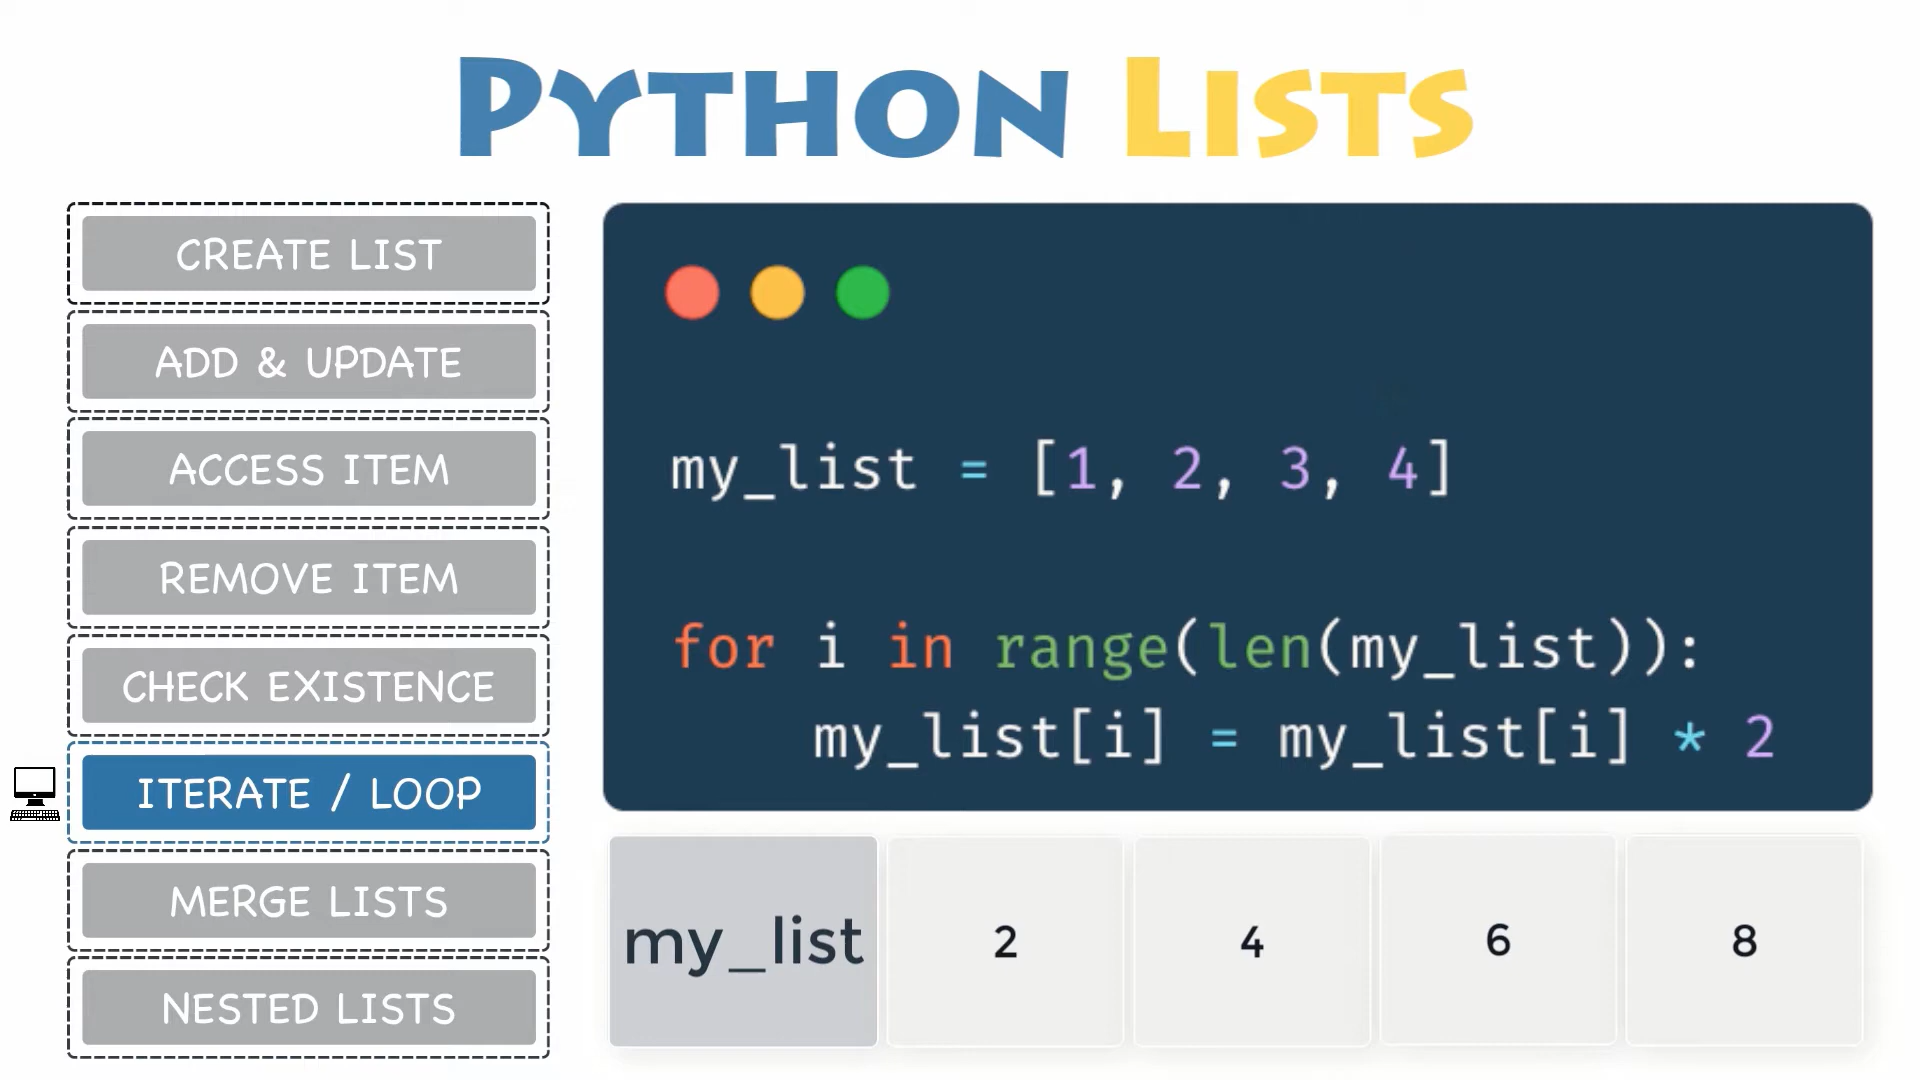 PYTHON LISTS
CREATE LIST
ADD & UPDATE
ACCESS ITEM
REMOVE ITEM
CHECK EXISTENCE
ITERATE / LOOP
MERGE LISTS
NESTED LISTS
my_list = [1, 2, 3, 4]
for i in range(len(my_list)):
    my_list[i] = my_list[i] * 2
my_list 2 4 6 8